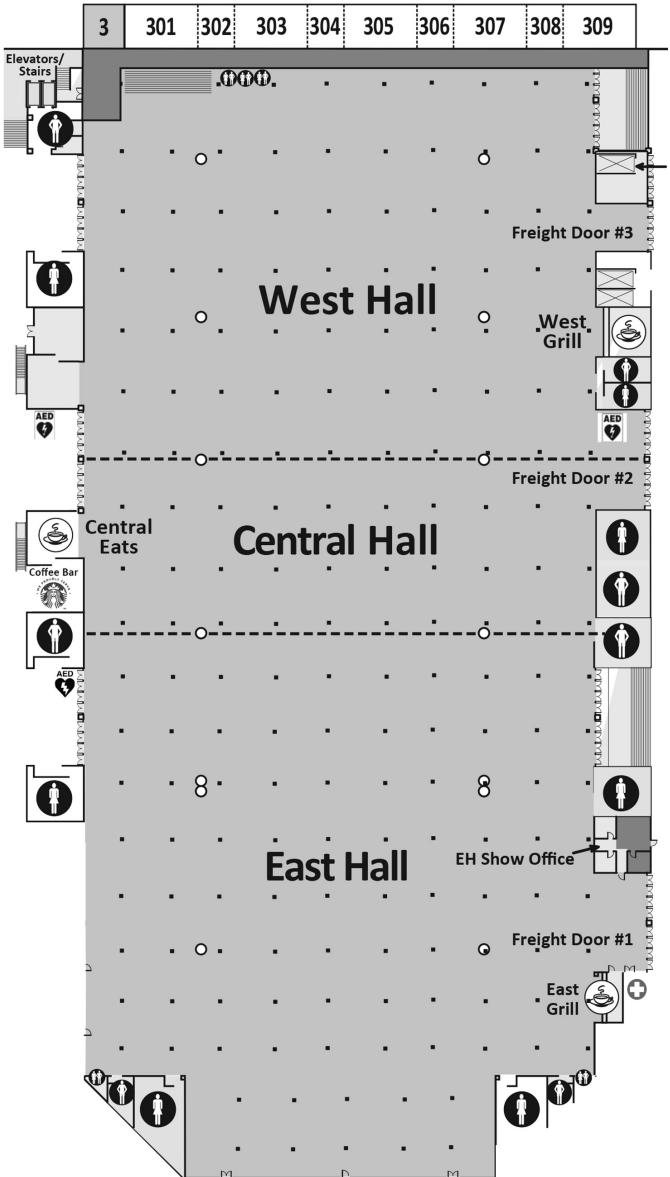 3 301 302 303 304 305 306 307 308 309
Elevators/
Stairs
Freight Door #3
West Hall
West
Grill
AED
AED
Freight Door #2
Central
Eats
Central Hall
Coffee Bar
AED
East Hall
EH Show Office
Freight Door #1
East
Grill